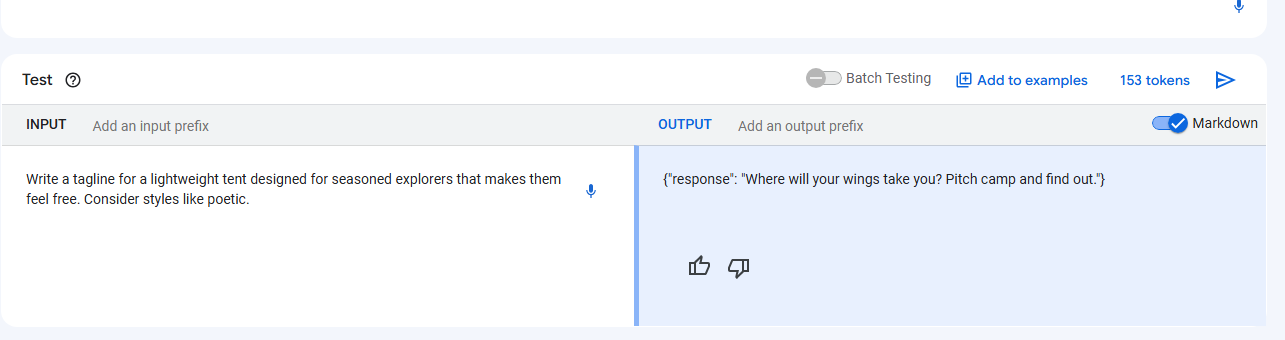 Test
Batch Testing
Add to examples
153 tokens
INPUT
Add an input prefix
OUTPUT
Add an output prefix
Markdown
Write a tagline for a lightweight tent designed for seasoned explorers that makes them
feel free. Consider styles like poetic.
{"response": "Where will your wings take you? Pitch camp and find out."}